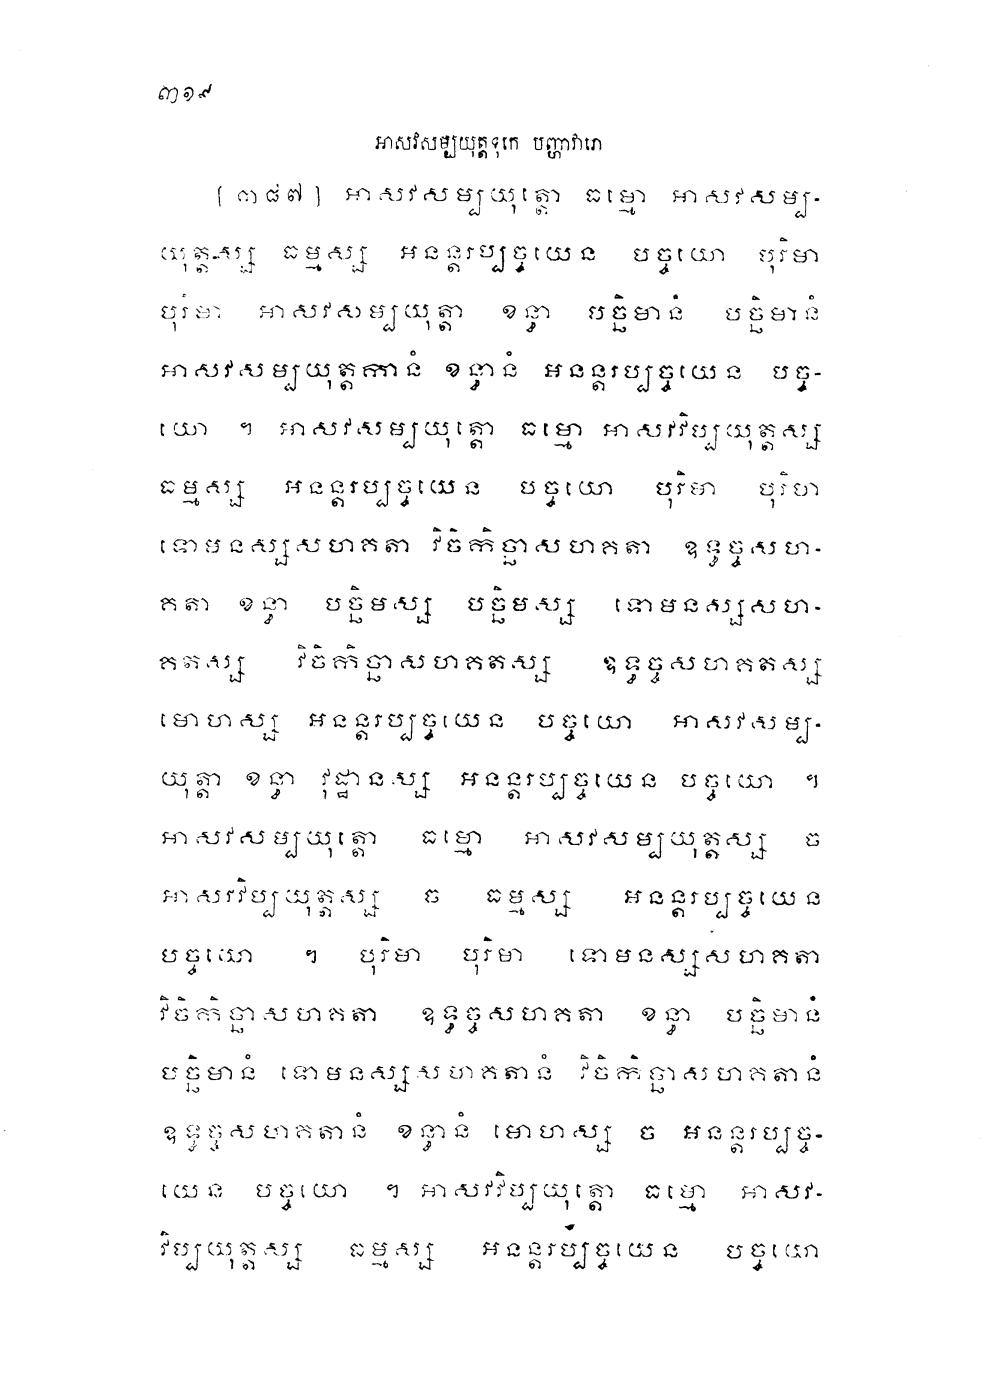 ៣១៩
អាសវសម្បយុត្តទុកេ បញ្ហាវារោ
[៣៨៧] អាសវសម្បយុត្តោ ធម្មោ អាសវសម្ប-
យុត្តស្ស ធម្មស្ស អនន្តរប្បច្ចយេន បច្ចយោ បុរិមា
បុរិមា អាសវសម្បយុត្តា ខន្ធា បច្ឆិមានំ បច្ឆិមានំ
អាសវសម្បយុត្តកានំ ខន្ធានំ អនន្តរប្បច្ចយេន បច្ច-
យោ ។ អាសវសម្បយុត្តោ ធម្មោ អាសវវិប្បយុត្តស្ស
ធម្មស្ស អនន្តរប្បច្ចយេន បច្ចយោ បុរិមា បុរិមា
ទោមនស្សសហគតា វិចិកិច្ឆាសហគតា ឧទ្ធច្ចសហ-
គតា ខន្ធា បច្ឆិមស្ស បច្ឆិមស្ស ទោមនស្សសហ-
គតស្ស វិចិកិច្ឆាសហគតស្ស ឧទ្ធច្ចសហគតស្ស
មោហស្ស អនន្តរប្បច្ចយេន បច្ចយោ អាសវសម្ប-
យុត្តា ខន្ធា វុដ្ឋានស្ស អនន្តរប្បច្ចយេន បច្ចយោ ។
អាសវសម្បយុត្តោ ធម្មោ អាសវសម្បយុត្តស្ស ច
អាសវវិប្បយុត្តស្ស ច ធម្មស្ស អនន្តរប្បច្ចយេន
បច្ចយោ ។ បុរិមា បុរិមា ទោមនស្សសហគតា
វិចិកិច្ឆាសហគតា ឧទ្ធច្ចសហគតា ខន្ធា បច្ឆិមានំ
បច្ឆិមានំ ទោមនស្សសហគតានំ វិចិកិច្ឆាសហគតានំ
ឧទ្ធច្ចសហគតានំ ខន្ធានំ មោហស្ស ច អនន្តរប្បច្ច-
យេន បច្ចយោ ។ អាសវវិប្បយុត្តោ ធម្មោ អាសវ-
វិប្បយុត្តស្ស ធម្មស្ស អនន្តរប្បច្ចយេន បច្ចយោ